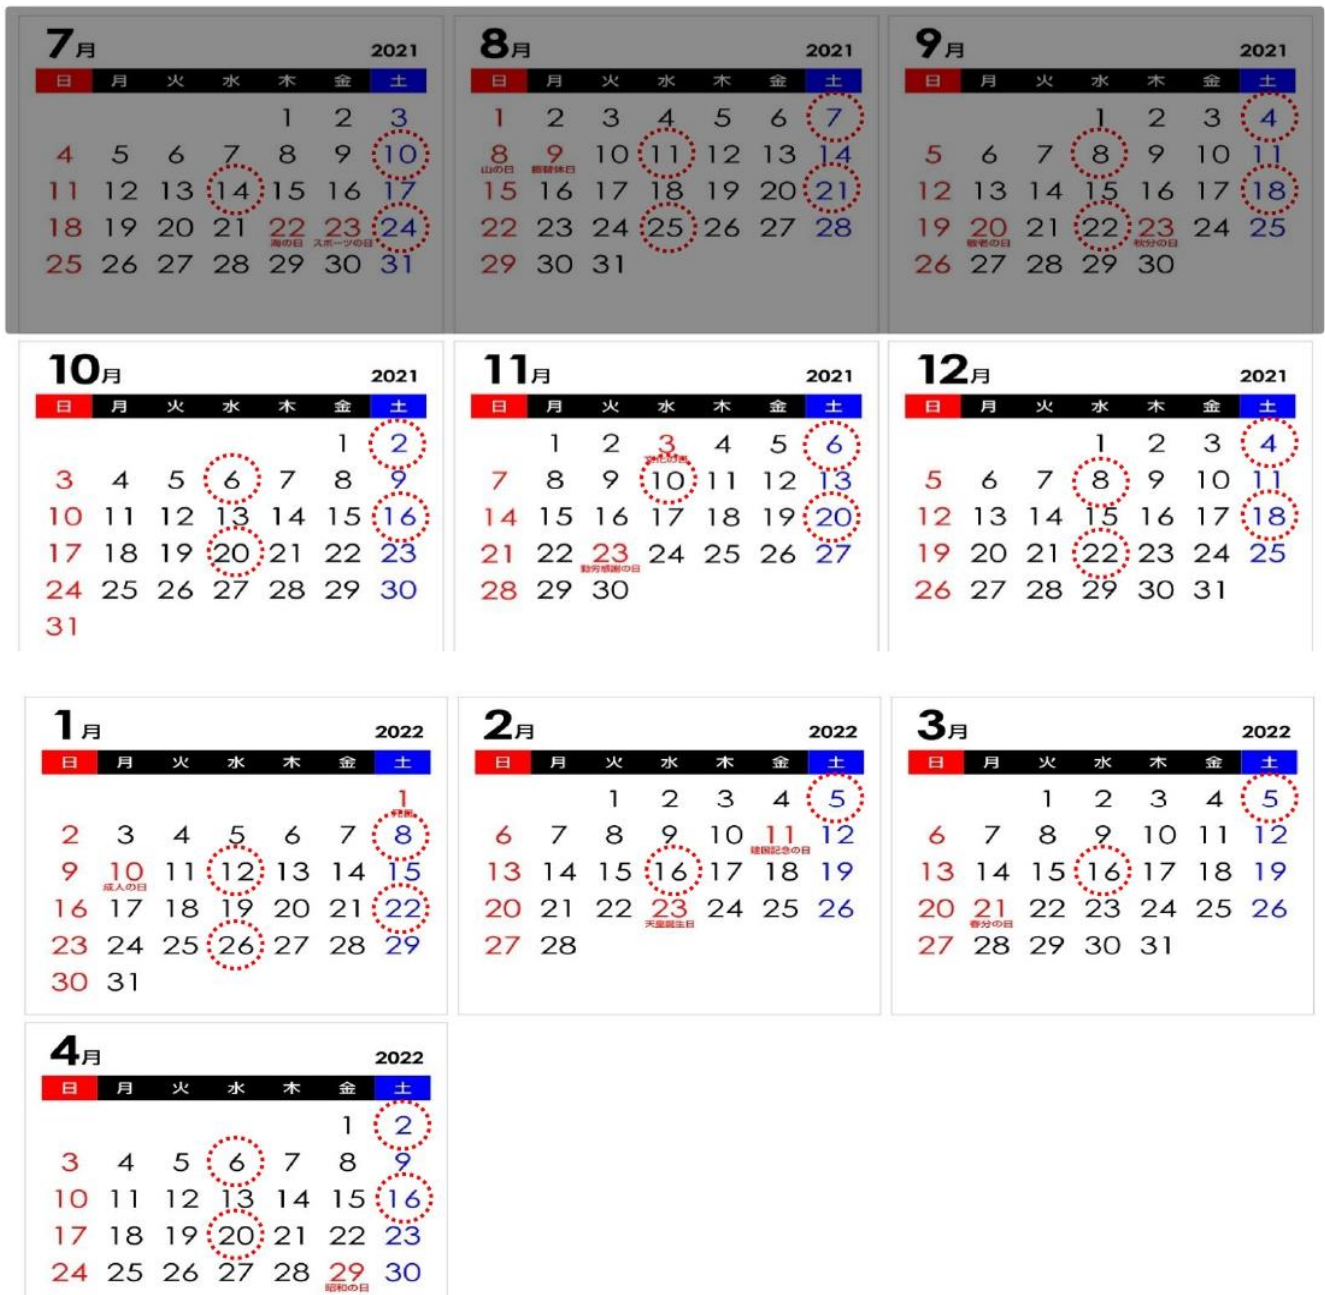 7月 2021
日 月 火 水 木 金 土
1 2 3
4 5 6 7 8 9 10
11 12 13 14 15 16 17
18 19 20 21 22 23 24
海の日 スポーツの日
25 26 27 28 29 30 31
8月 2021
日 月 火 水 木 金 土
1 2 3 4 5 6 7
8 9 10 11 12 13 14
山の日 振替休日
15 16 17 18 19 20 21
22 23 24 25 26 27 28
29 30 31
9月 2021
日 月 火 水 木 金 土
1 2 3 4
5 6 7 8 9 10 11
12 13 14 15 16 17 18
19 20 21 22 23 24 25
敬老の日 秋分の日
26 27 28 29 30
10月 2021
日 月 火 水 木 金 土
1 2
3 4 5 6 7 8 9
10 11 12 13 14 15 16
17 18 19 20 21 22 23
24 25 26 27 28 29 30
31
11月 2021
日 月 火 水 木 金 土
1 2 3 4 5 6
文化の日
7 8 9 10 11 12 13
14 15 16 17 18 19 20
21 22 23 24 25 26 27
勤労感謝の日
28 29 30
12月 2021
日 月 火 水 木 金 土
1 2 3 4
5 6 7 8 9 10 11
12 13 14 15 16 17 18
19 20 21 22 23 24 25
26 27 28 29 30 31
1月 2022
日 月 火 水 木 金 土
1
元旦
2 3 4 5 6 7 8
9 10 11 12 13 14 15
成人の日
16 17 18 19 20 21 22
23 24 25 26 27 28 29
30 31
2月 2022
日 月 火 水 木 金 土
1 2 3 4 5
6 7 8 9 10 11 12
建国記念の日
13 14 15 16 17 18 19
20 21 22 23 24 25 26
天皇誕生日
27 28
3月 2022
日 月 火 水 木 金 土
1 2 3 4 5
6 7 8 9 10 11 12
13 14 15 16 17 18 19
20 21 22 23 24 25 26
春分の日
27 28 29 30 31
4月 2022
日 月 火 水 木 金 土
1 2
3 4 5 6 7 8 9
10 11 12 13 14 15 16
17 18 19 20 21 22 23
24 25 26 27 28 29 30
昭和の日